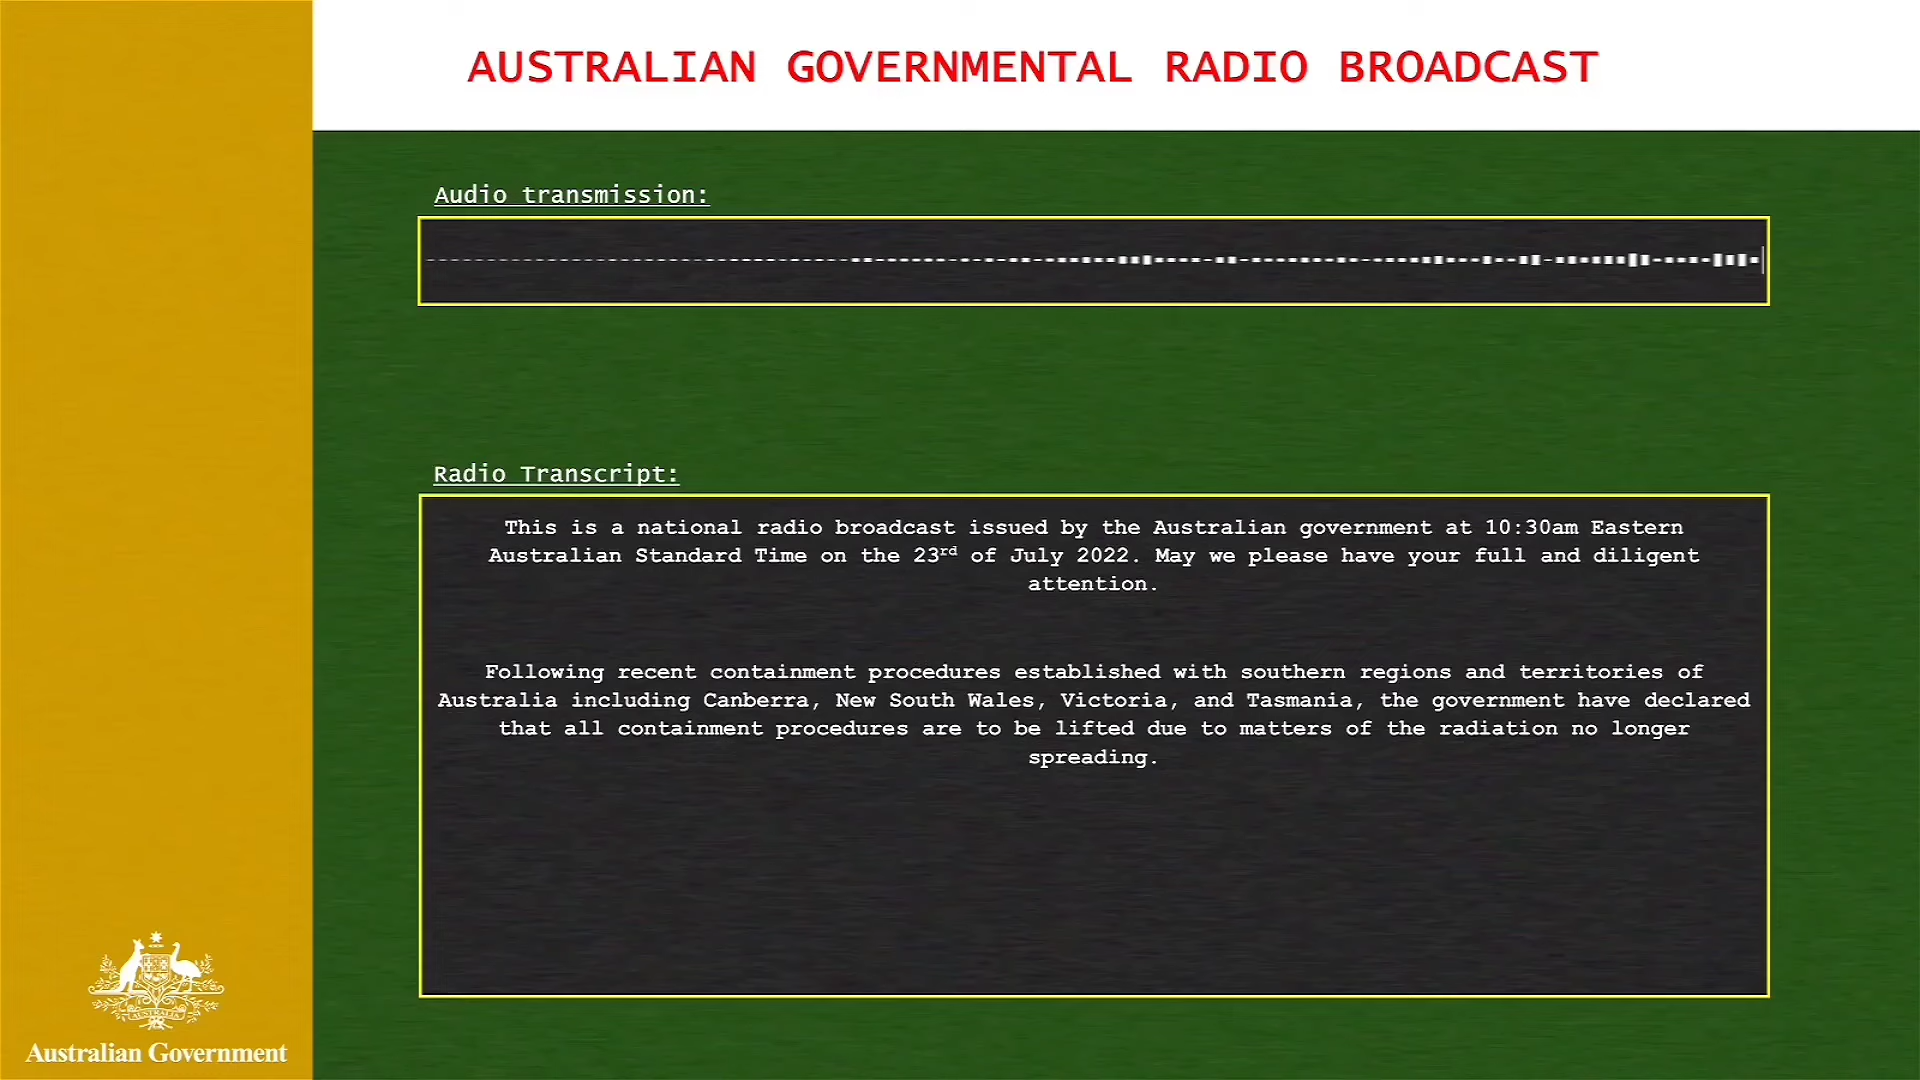 AUSTRALIAN GOVERNMENTAL RADIO BROADCAST
Audio transmission:
Radio Transcript:
This is a national radio broadcast issued by the Australian government at 10:30am Eastern
Australian Standard Time on the 23rd of July 2022. May we please have your full and diligent
attention.
Following recent containment procedures established with southern regions and territories of
Australia including Canberra, New South Wales, Victoria, and Tasmania, the government have declared
that all containment procedures are to be lifted due to matters of the radiation no longer
spreading.
AUSTRALIA
Australian Government